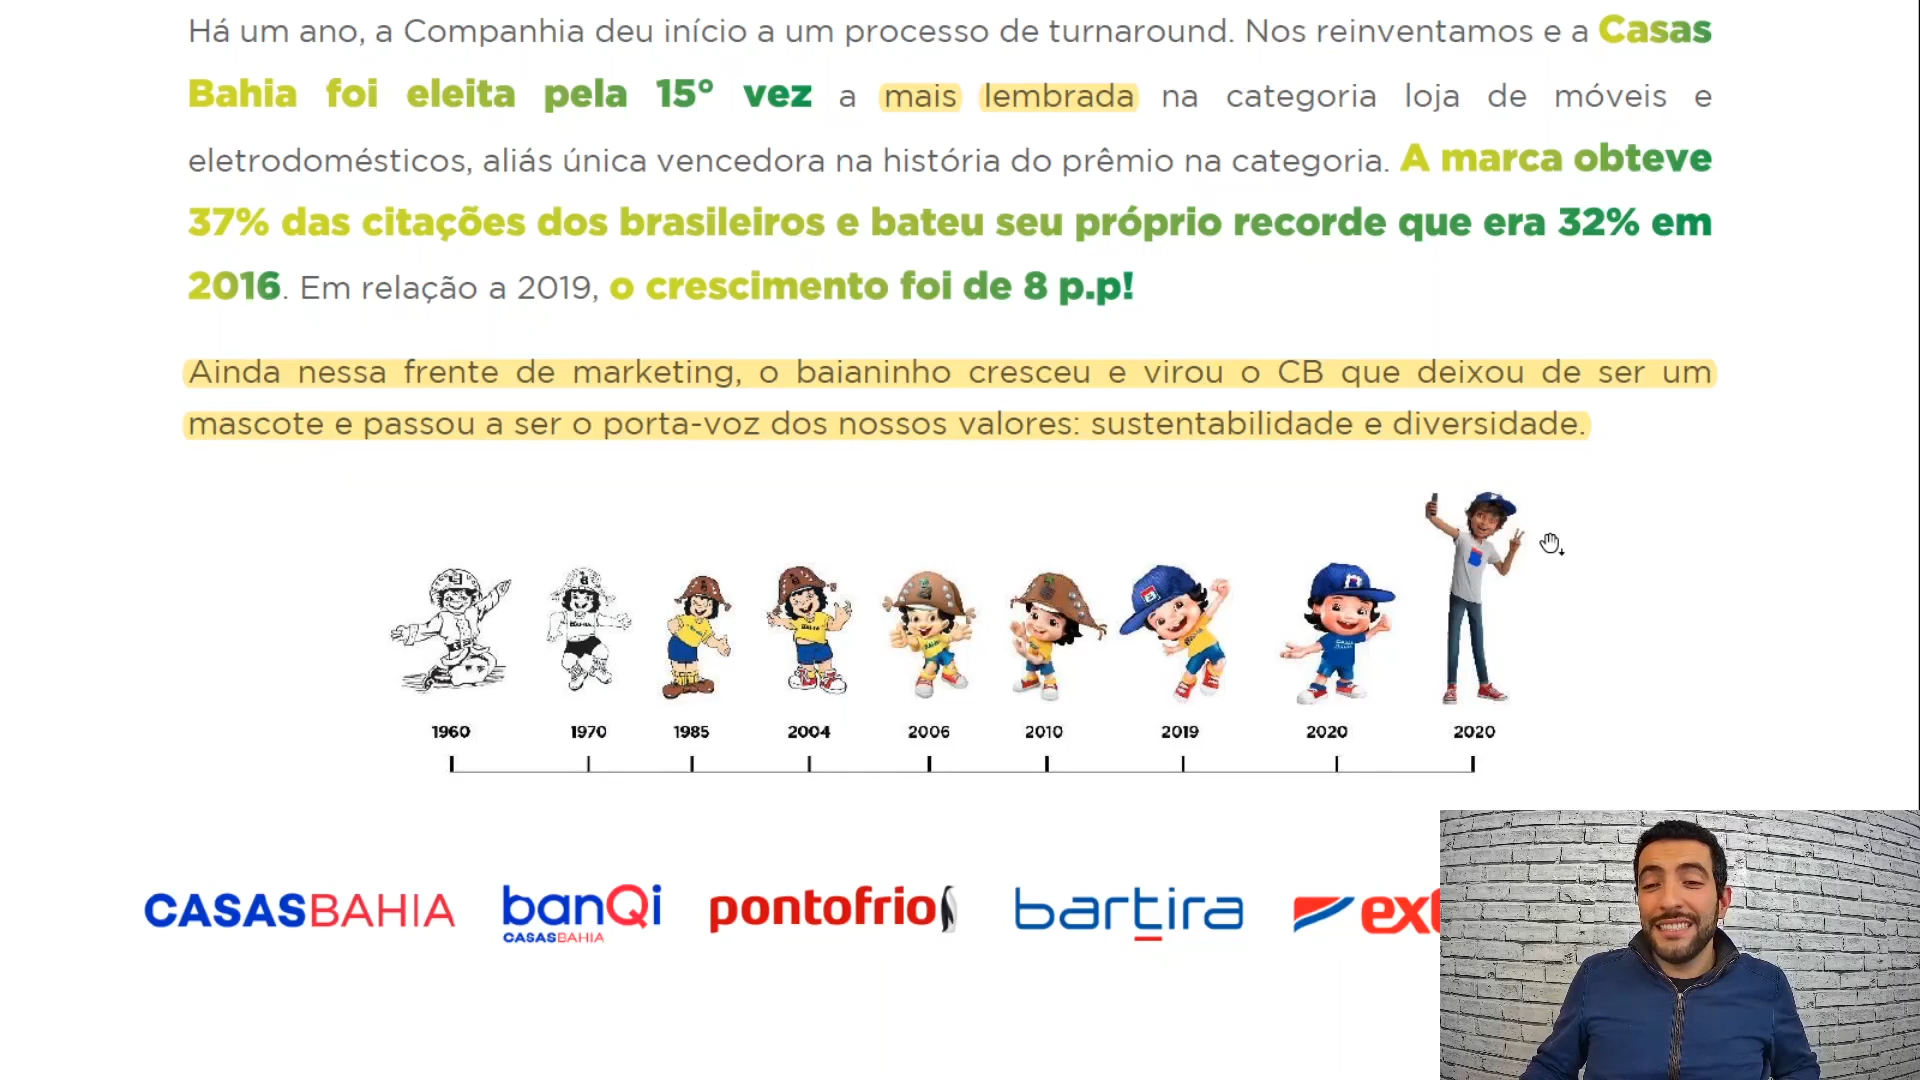 Há um ano, a Companhia deu início a um processo de turnaround. Nos reinventamos e a Casas
Bahia foi eleita pela 15º vez a mais lembrada na categoria loja de móveis e
eletrodomésticos, aliás única vencedora na história do prêmio na categoria. A marca obteve
37% das citações dos brasileiros e bateu seu próprio recorde que era 32% em
2016. Em relação a 2019, o crescimento foi de 8 p.p!
Ainda nessa frente de marketing, o baianinho cresceu e virou o CB que deixou de ser um
mascote e passou a ser o porta-voz dos nossos valores: sustentabilidade e diversidade.
1960 1970 1985 2004 2006 2010 2019 2020 2020
CASASBAHIA banQi pontofrio bartira ext
CASASBAHIA